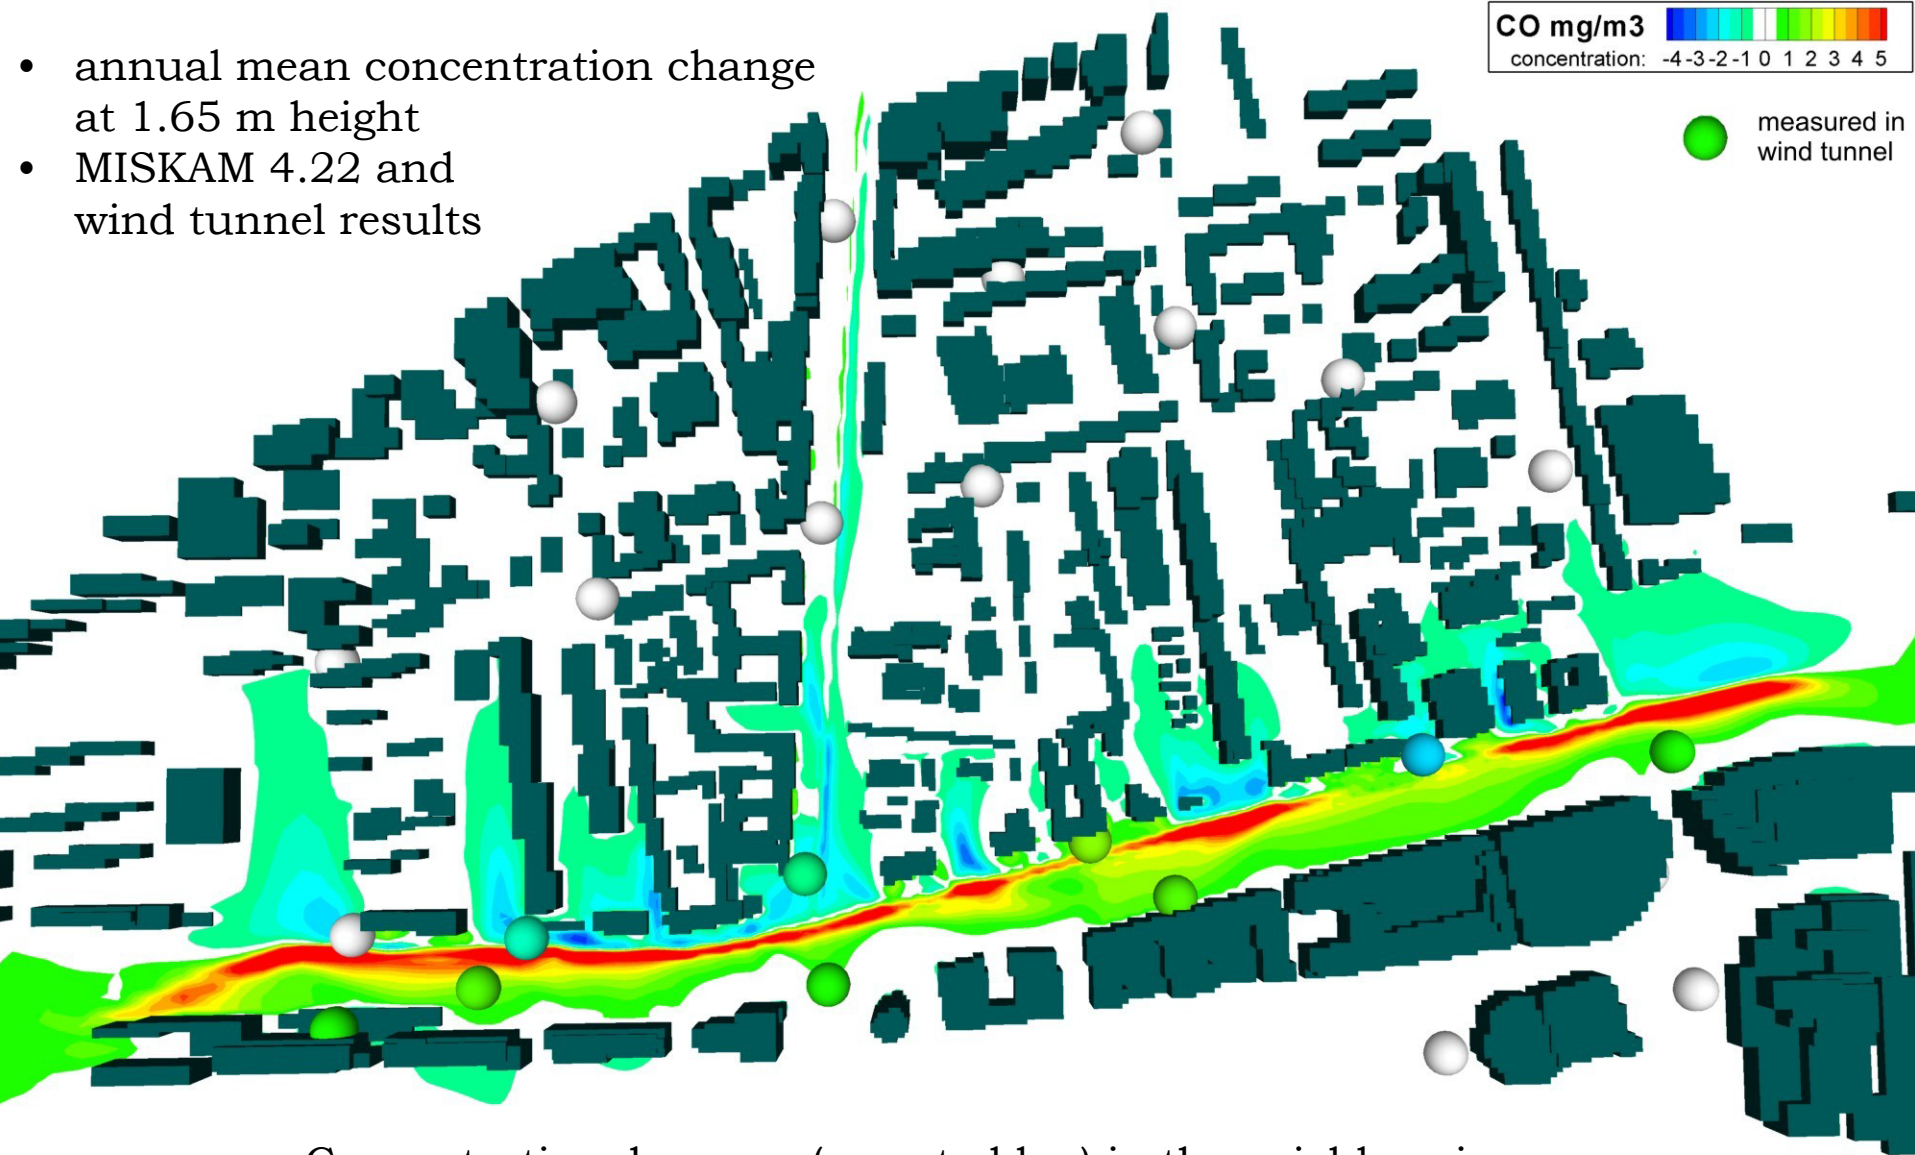 • annual mean concentration change
at 1.65 m height
• MISKAM 4.22 and
wind tunnel results
CO mg/m3
concentration: -4 -3 -2 -1 0 1 2 3 4 5
measured in
wind tunnel